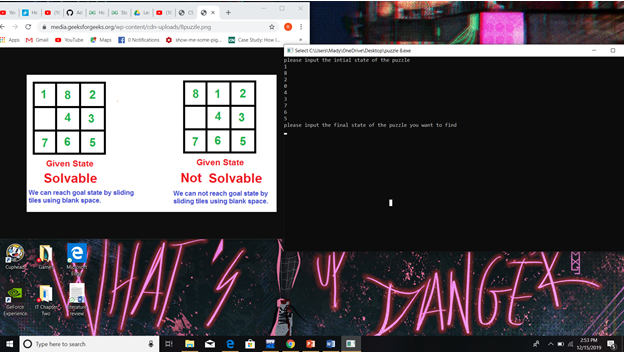 media.geeksforgeeks.org/wp-content/cdn-uploads/8puzzle.png
Apps
Gmail
YouTube
Maps
0 Notifications
show-me-some-pig...
Case Study: How I...
1 8 2
4 3
7 6 5
Given State
Solvable
We can reach goal state by
sliding tiles using blank space.
8 1 2
4 3
7 6 5
Given State
Not Solvable
We can not reach goal state by
sliding tiles using blank space.
Select C:\Users\Mady\OneDrive\Desktop\puzzle 8.exe
please input the intial state of the puzzle
1
8
2
0
4
3
7
6
5
please input the final state of the puzzle you want to find
WHAT'S UP DANGER
Cuphead
Games
Microsoft
Edge
GeForce
Experience
IT Chapter
Two
literature
review
Type here to search
2:53 PM
12/15/2019